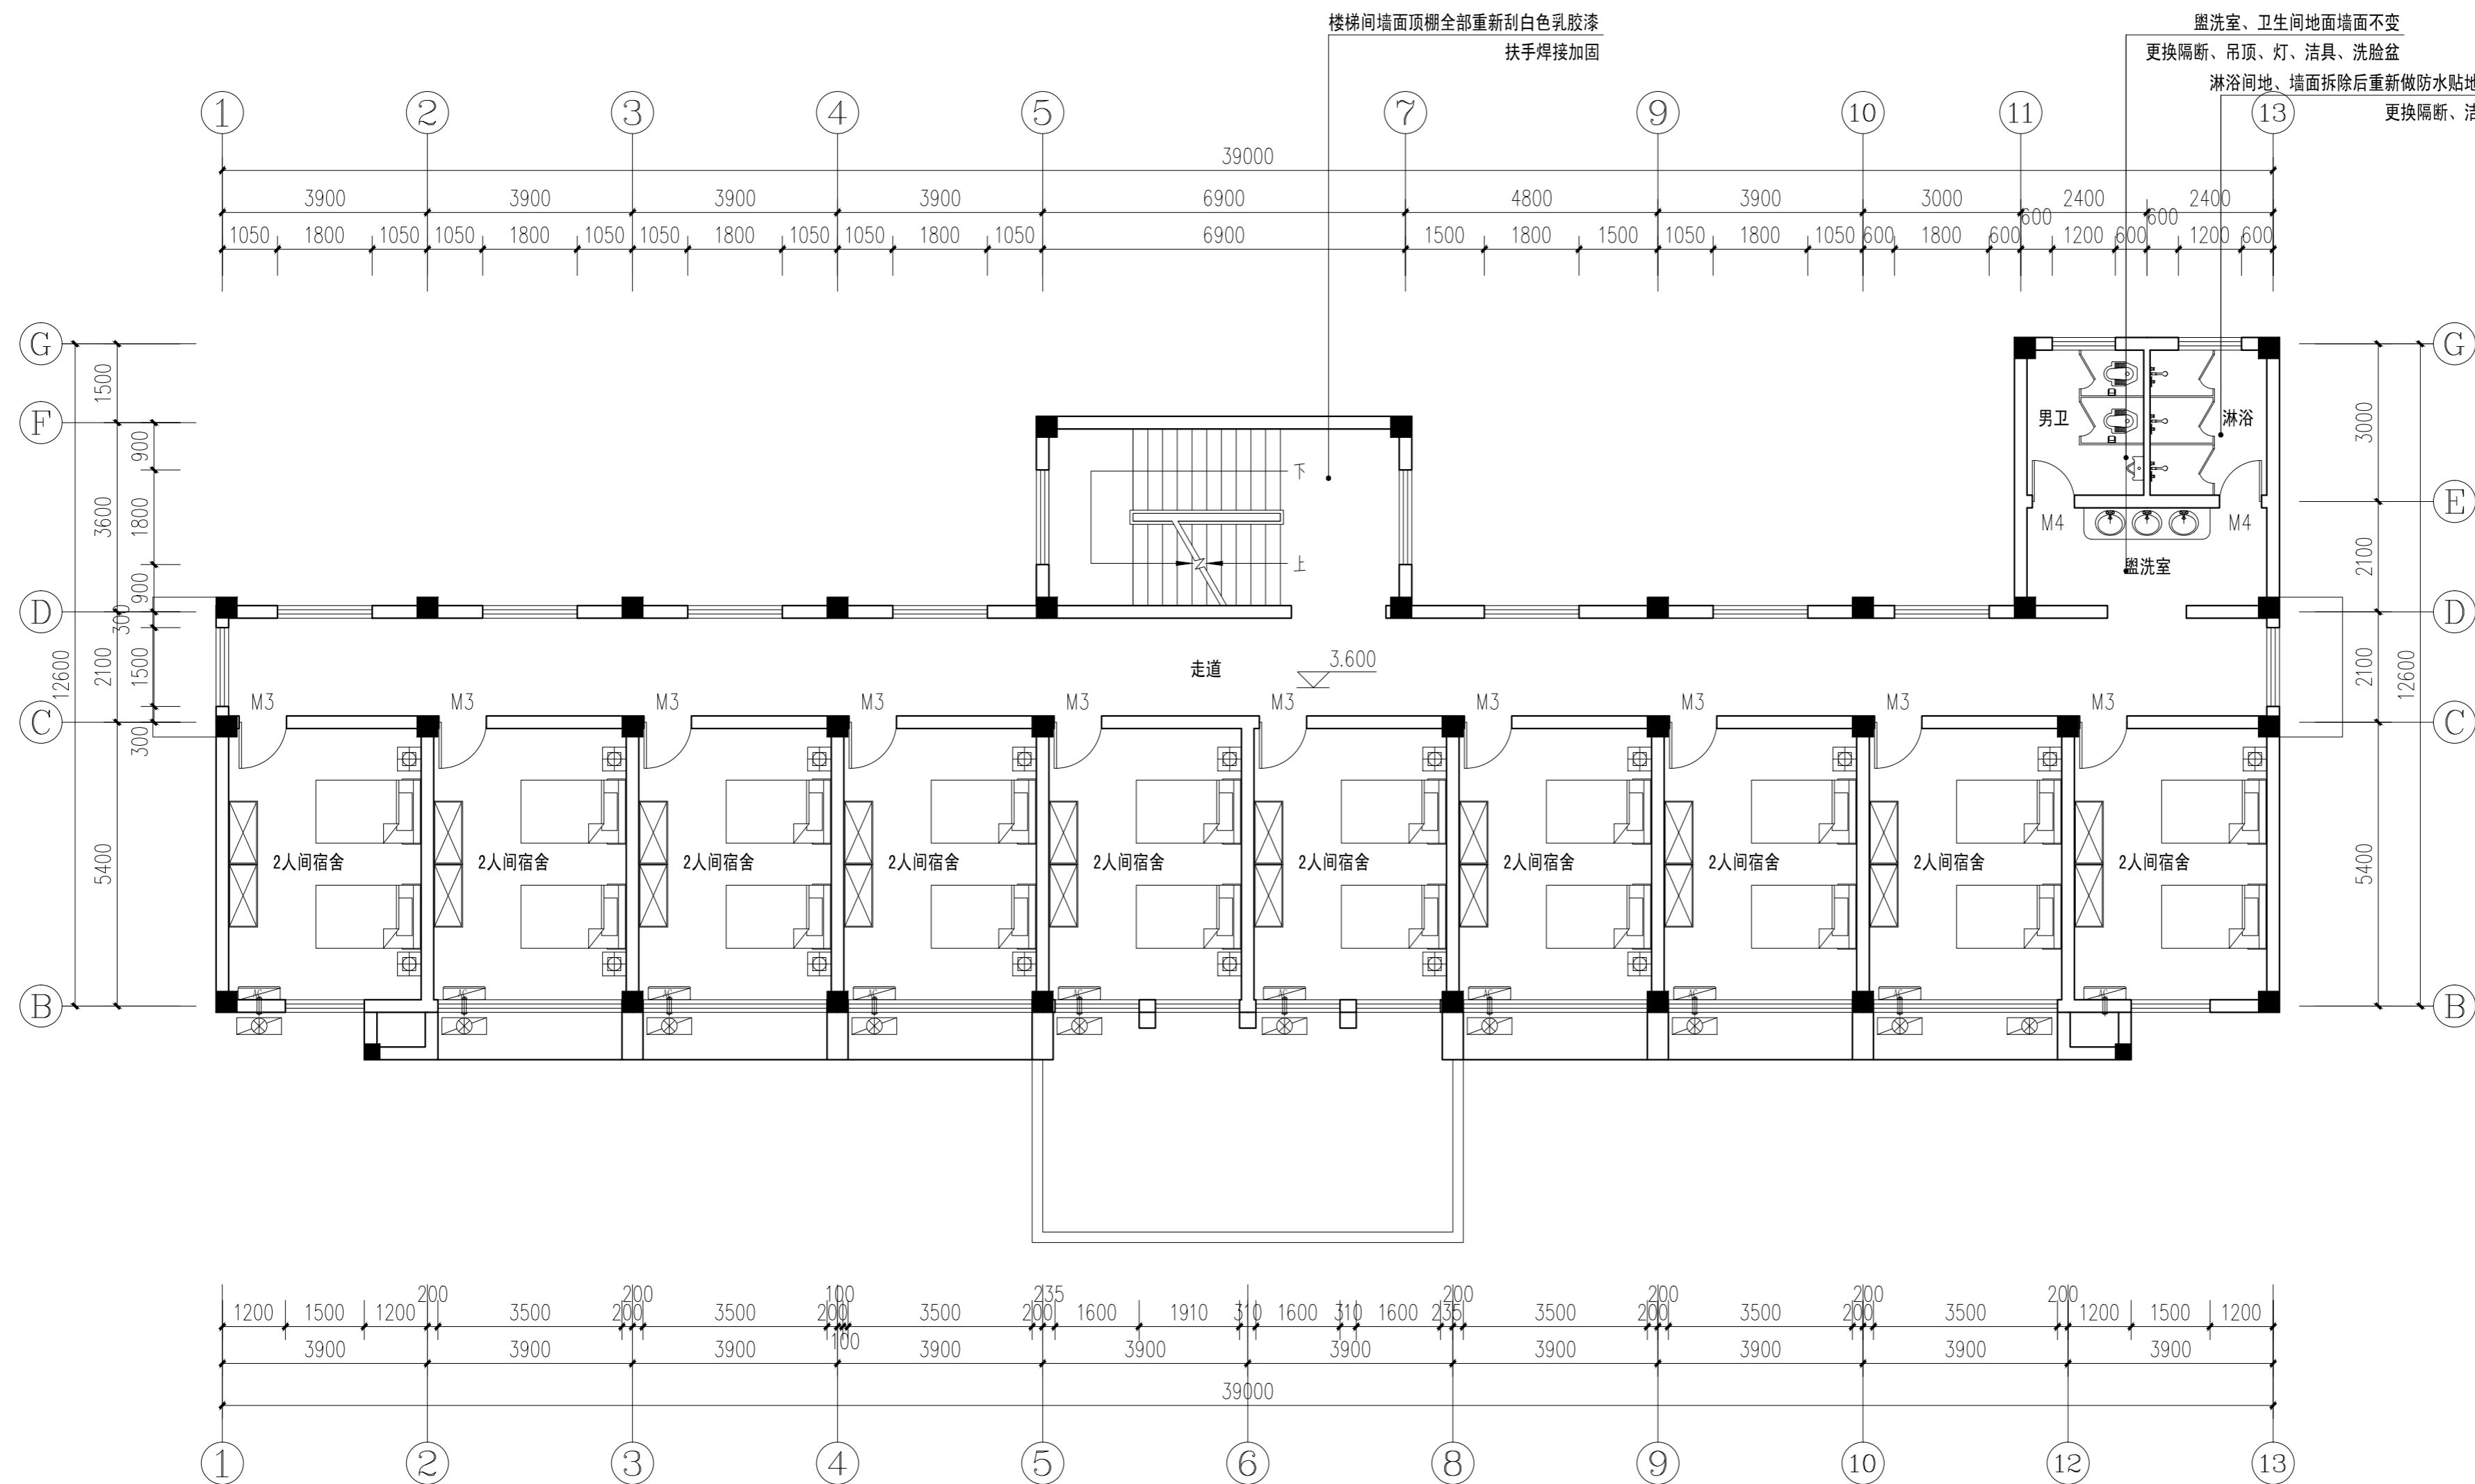 楼梯间墙面顶棚全部重新刮白色乳胶漆
扶手焊接加固
盥洗室、卫生间地面墙面不变
更换隔断、吊顶、灯、洁具、洗脸盆
淋浴间地、墙面拆除后重新做防水贴地
更换隔断、洁
1 2 3 4 5 7 9 10 11 13
39000
3900 3900 3900 3900 6900 4800 3900 3000 2400 2400
600 600
1050 1800 1050 1050 1800 1050 1050 1800 1050 1050 1800 1050 6900 1500 1800 1500 1050 1800 1050 600 1800 600 1200 600 1200 600
G G
1500
F
900
3000
男卫 淋浴
下
3600 1800
E
M4 M4
2100
上
盥洗室
900
D D
300
12600 2100 1500
走道
3.600
2100 12600
M3 M3 M3 M3 M3 M3 M3 M3 M3 M3
C C
300
5400 5400
2人间宿舍 2人间宿舍 2人间宿舍 2人间宿舍 2人间宿舍 2人间宿舍 2人间宿舍 2人间宿舍 2人间宿舍 2人间宿舍
AC AC AC AC AC AC AC AC AC AC
B B
200 200 100 235 200 200 200 200
1200 1500 1200 3500 200 3500 200 3500 200 1600 1910 310 1600 310 1600 235 3500 200 3500 200 3500 1200 1500 1200
100
3900 3900 3900 3900 3900 3900 3900 3900 3900 3900
39000
1 2 3 4 5 6 8 9 10 12 13